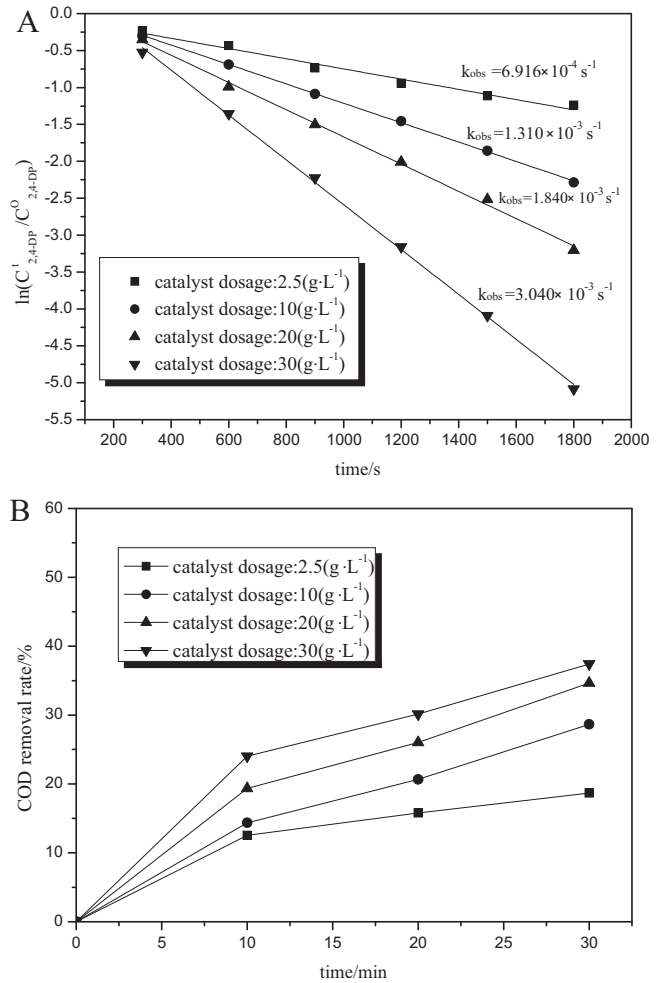 A
0.0
-0.5
-1.0
-1.5
-2.0
-2.5
-3.0
-3.5
-4.0
-4.5
-5.0
-5.5
ln(C^t_2,4-DP /C^O_2,4-DP)
kobs=6.916×10^-4 s^-1
kobs=1.310× 10^-3 s^-1
kobs=1.840× 10^-3 s^-1
kobs=3.040× 10^-3 s^-1
catalyst dosage:2.5(g·L^-1)
catalyst dosage:10(g·L^-1)
catalyst dosage:20(g·L^-1)
catalyst dosage:30(g·L^-1)
200 400 600 800 1000 1200 1400 1600 1800 2000
time/s
B
60
50
40
30
20
10
0
COD removal rate/%
catalyst dosage:2.5(g·L^-1)
catalyst dosage:10(g·L^-1)
catalyst dosage:20(g·L^-1)
catalyst dosage:30(g·L^-1)
0 10 20 30
time/min